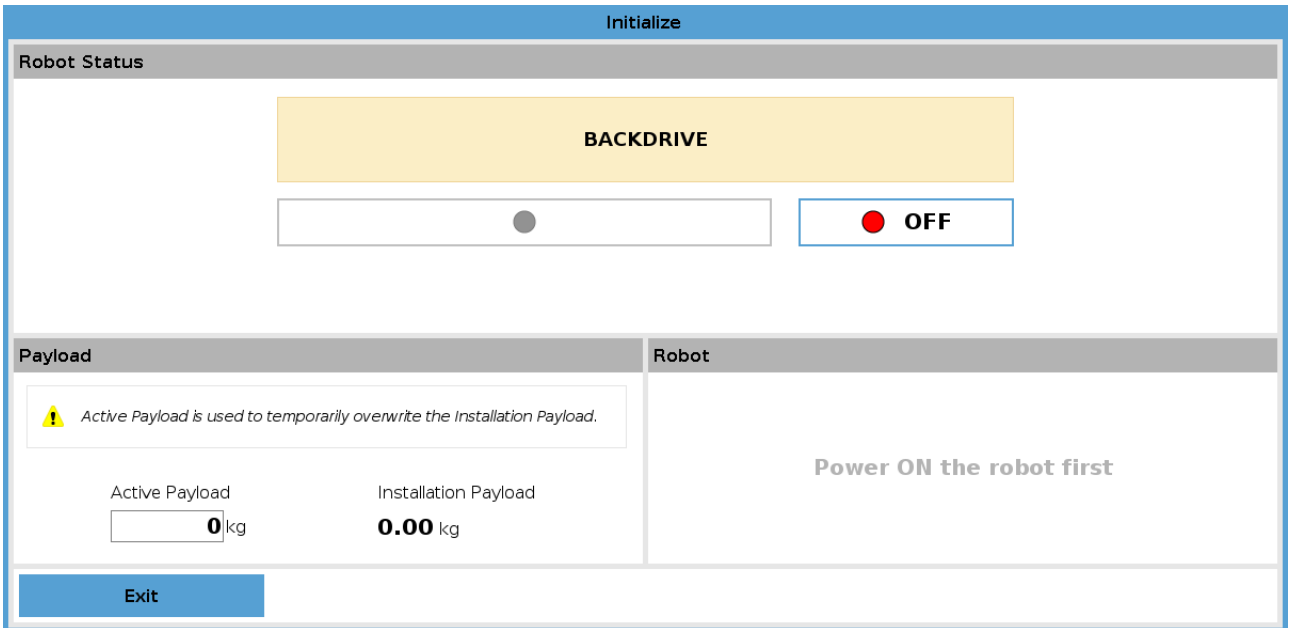 Initialize
Robot Status
BACKDRIVE
OFF
Payload
Active Payload is used to temporarily overwrite the Installation Payload.
Active Payload Installation Payload
0 kg 0.00 kg
Robot
Power ON the robot first
Exit